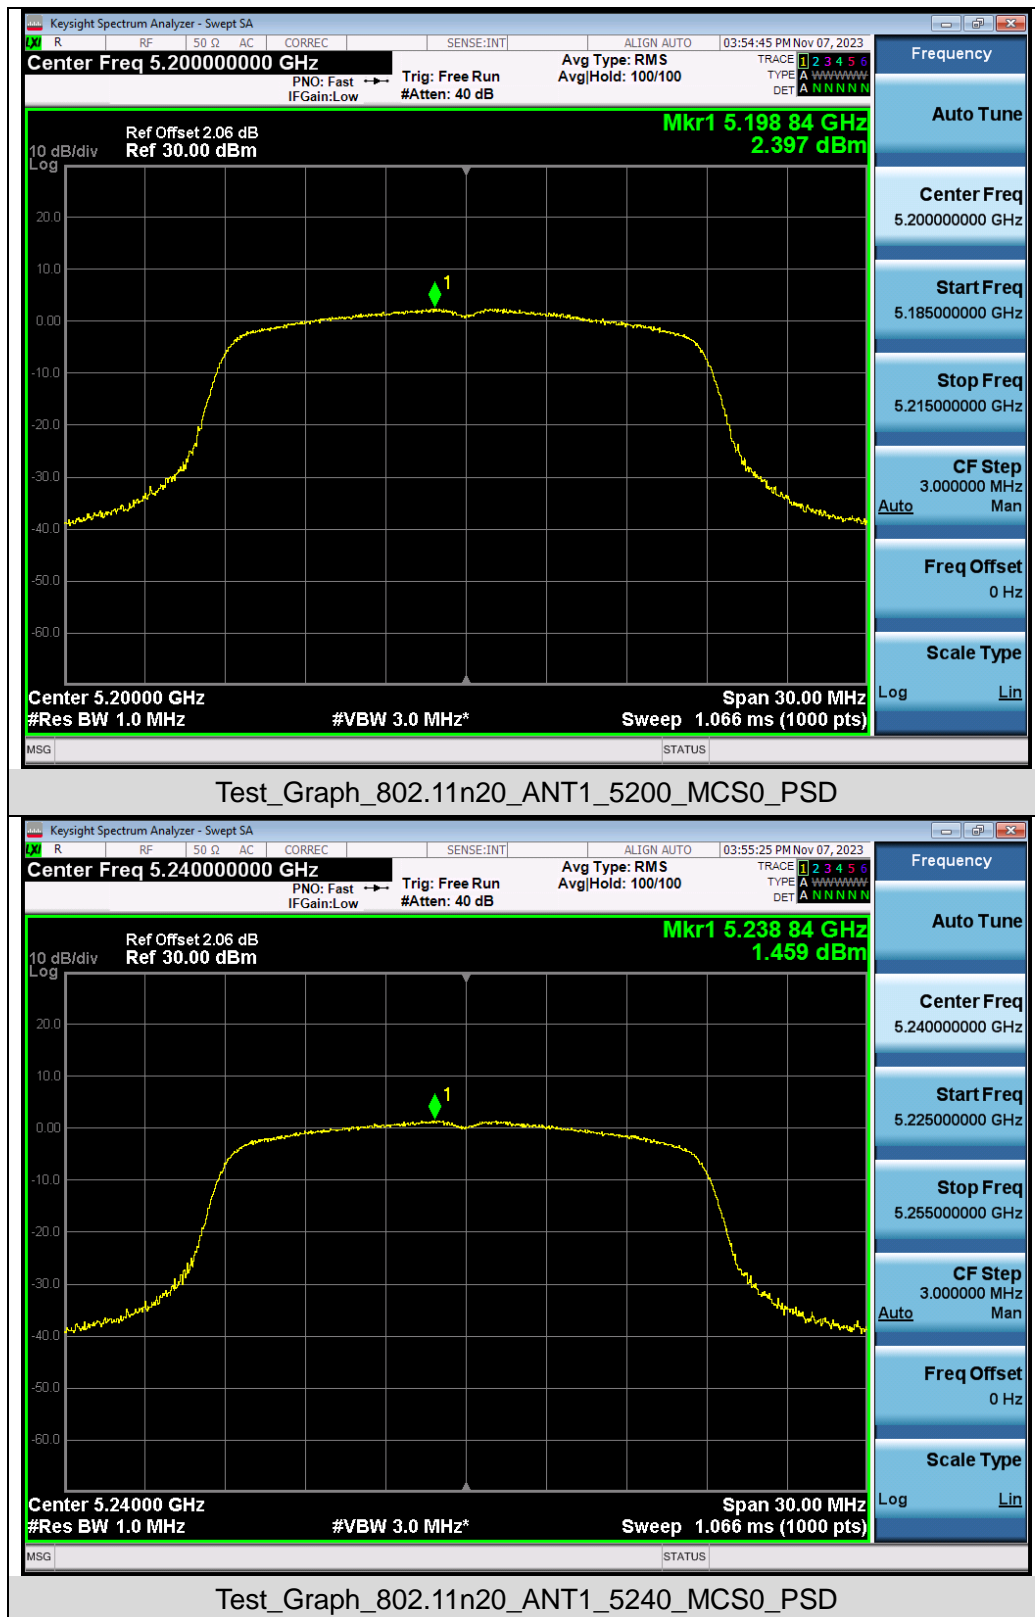 Keysight Spectrum Analyzer - Swept SA
LXI R RF 50 Ω AC CORREC SENSE:INT ALIGN AUTO 03:54:45 PM Nov 07, 2023
Center Freq 5.200000000 GHz
PNO: Fast
IFGain:Low
Trig: Free Run
#Atten: 40 dB
Avg Type: RMS
Avg|Hold: 100/100
TRACE 1 2 3 4 5 6
TYPE A WWWWW
DET A N N N N N
Mkr1 5.198 84 GHz
2.397 dBm
Ref Offset 2.06 dB
10 dB/div Ref 30.00 dBm
Log
20.0
10.0
0.00
-10.0
-20.0
-30.0
-40.0
-50.0
-60.0
1
Center 5.20000 GHz Span 30.00 MHz
#Res BW 1.0 MHz #VBW 3.0 MHz* Sweep 1.066 ms (1000 pts)
MSG STATUS
Frequency
Auto Tune
Center Freq
5.200000000 GHz
Start Freq
5.185000000 GHz
Stop Freq
5.215000000 GHz
CF Step
3.000000 MHz
Auto Man
Freq Offset
0 Hz
Scale Type
Log Lin
Test_Graph_802.11n20_ANT1_5200_MCS0_PSD
Keysight Spectrum Analyzer - Swept SA
LXI R RF 50 Ω AC CORREC SENSE:INT ALIGN AUTO 03:55:25 PM Nov 07, 2023
Center Freq 5.240000000 GHz
PNO: Fast
IFGain:Low
Trig: Free Run
#Atten: 40 dB
Avg Type: RMS
Avg|Hold: 100/100
TRACE 1 2 3 4 5 6
TYPE A WWWWW
DET A N N N N N
Mkr1 5.238 84 GHz
1.459 dBm
Ref Offset 2.06 dB
10 dB/div Ref 30.00 dBm
Log
20.0
10.0
0.00
-10.0
-20.0
-30.0
-40.0
-50.0
-60.0
1
Center 5.24000 GHz Span 30.00 MHz
#Res BW 1.0 MHz #VBW 3.0 MHz* Sweep 1.066 ms (1000 pts)
MSG STATUS
Frequency
Auto Tune
Center Freq
5.240000000 GHz
Start Freq
5.225000000 GHz
Stop Freq
5.255000000 GHz
CF Step
3.000000 MHz
Auto Man
Freq Offset
0 Hz
Scale Type
Log Lin
Test_Graph_802.11n20_ANT1_5240_MCS0_PSD